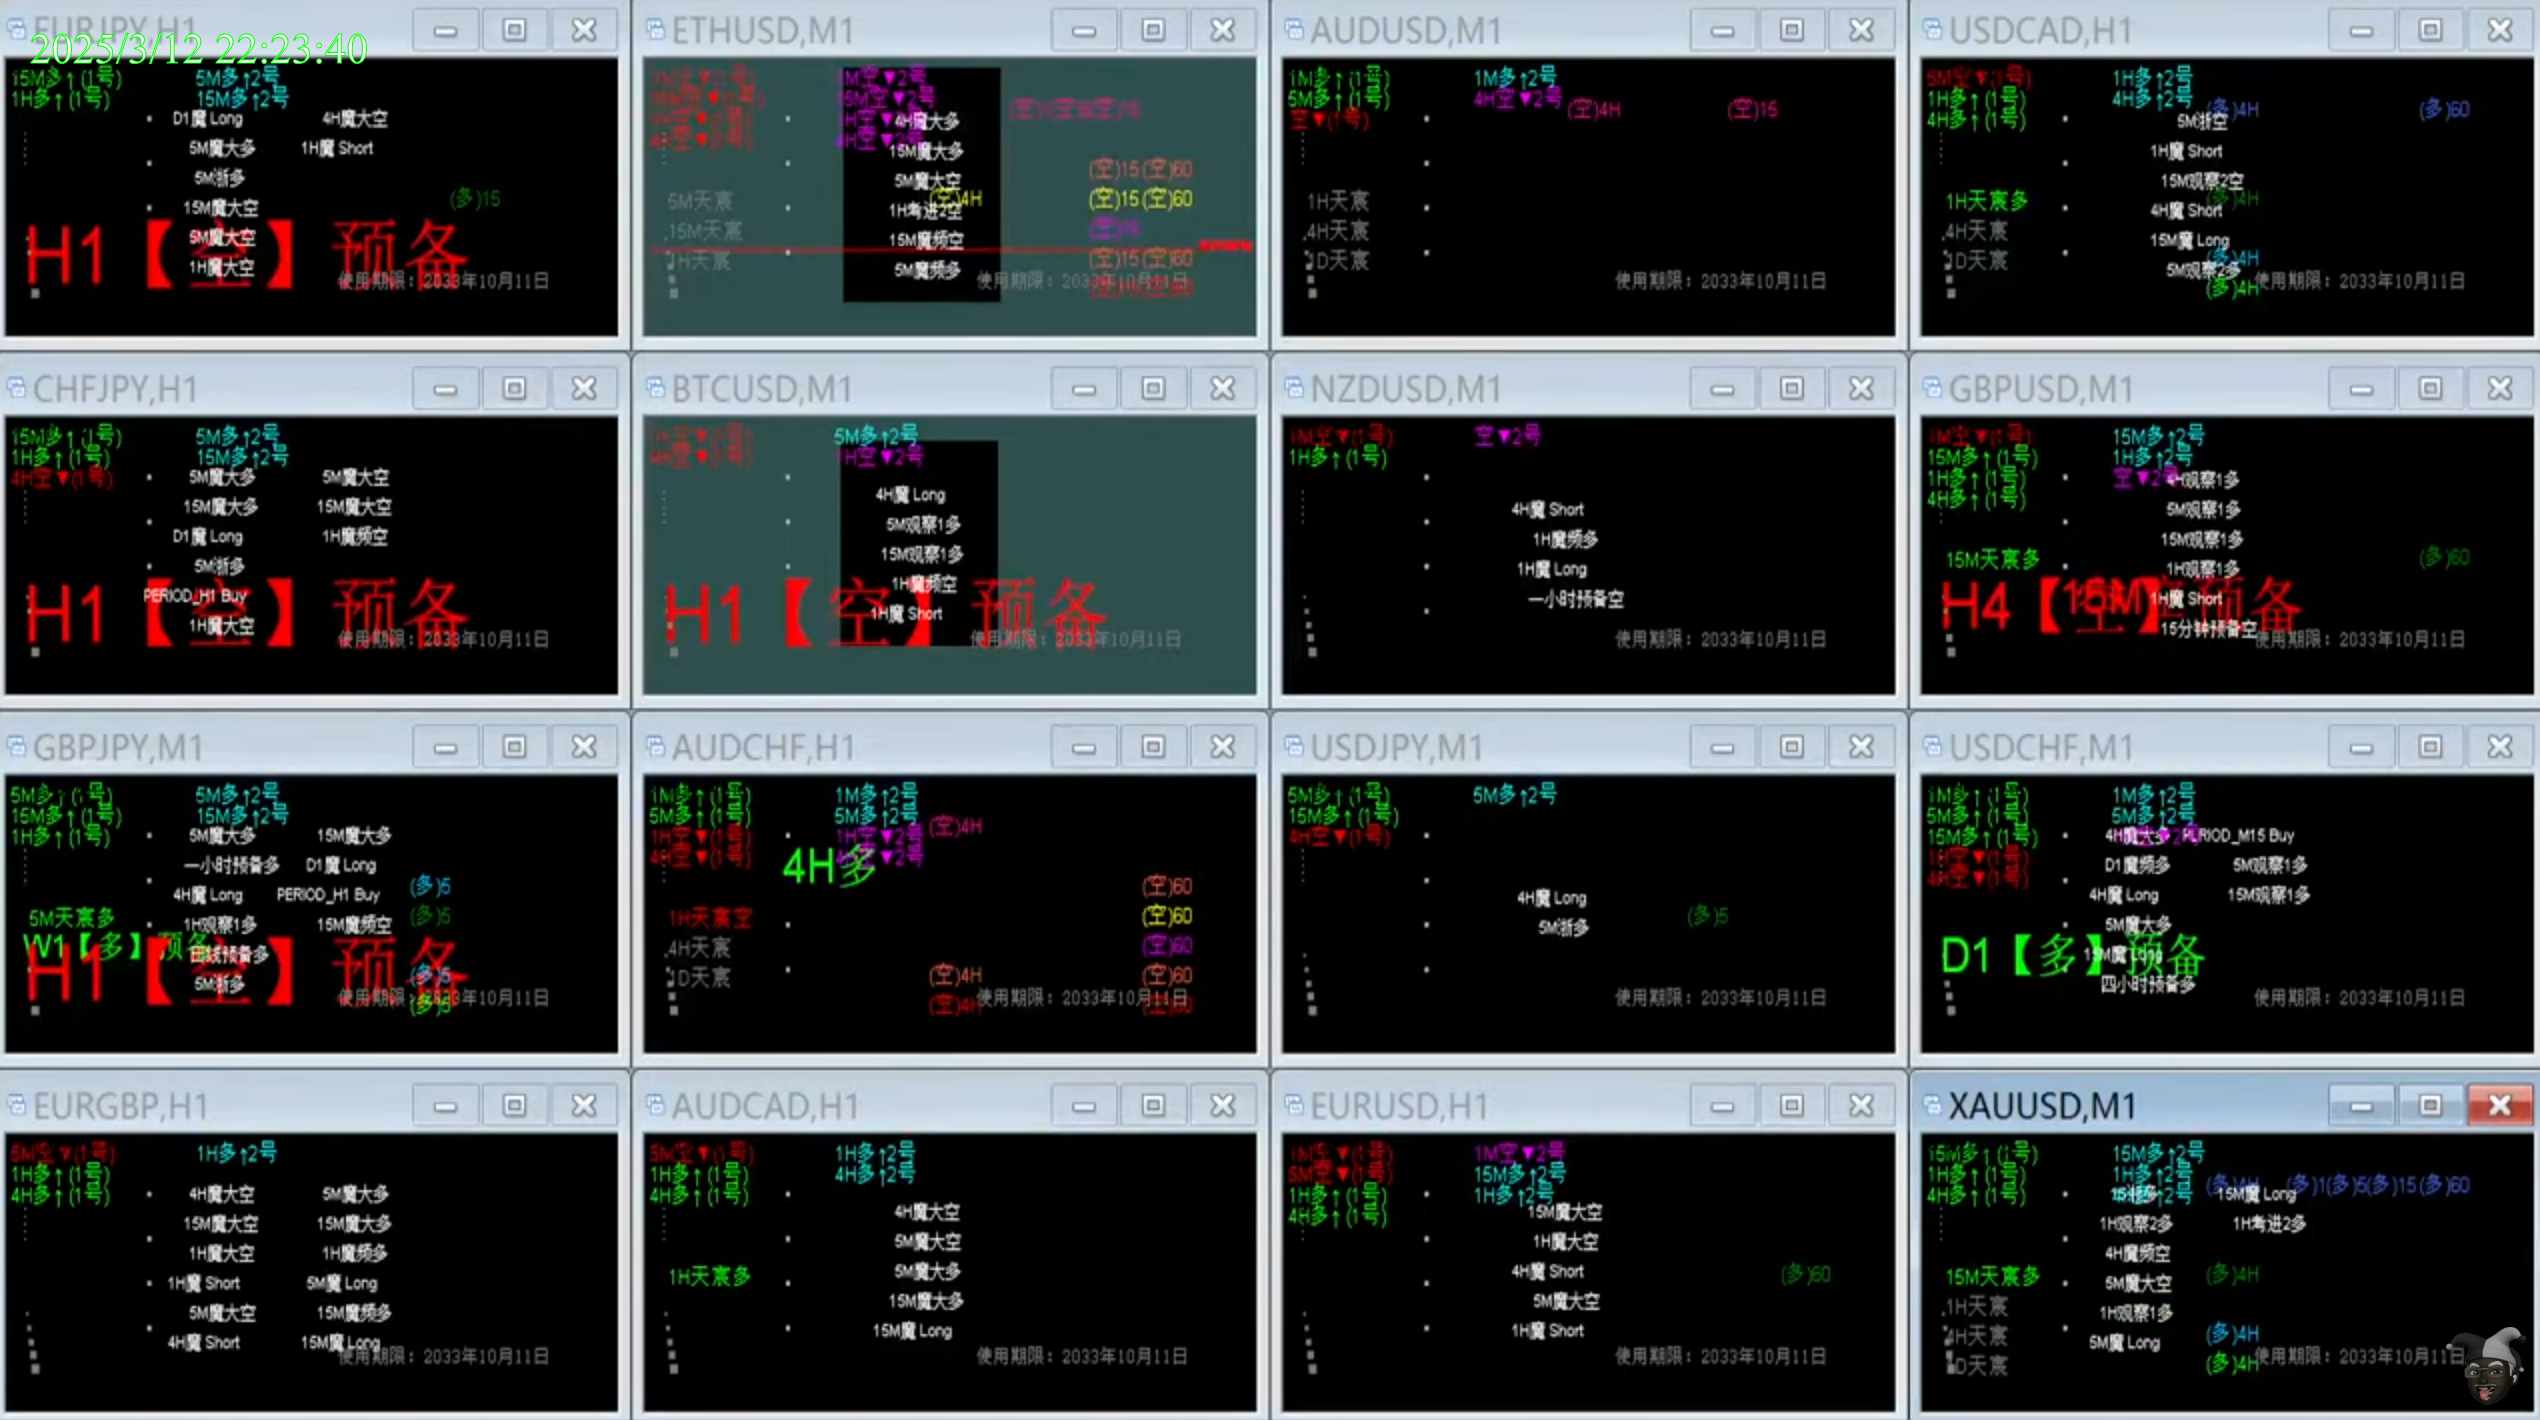 2025/3/12 22:23:40
EURJPY,H1
15M多↑(1号) 5M多↑2号
1H多↑(1号) 15M多↑2号
D1魔 Long 4H魔大空
5M魔大多 1H魔 Short
5M浙多
(多)15
15M魔大空
5M魔大空
H1【空】预备
1H魔大空
使用期限：2033年10月11日
ETHUSD,M1
1M空▼2号
15M空▼2号
4H魔大多
15M魔大多
(空)15(空)60
5M魔大空
5M天宸
(空)4H
(空)15(空)60
1H考进2空
15M天宸
15M魔频空
1H天宸
(空)15(空)60
5M魔频多
使用期限：2033年10月11日
AUDUSD,M1
1M多↑(1号) 1M多↑2号
5M多↑(1号) 4H空▼2号
(空)4H (空)15
空▼(1号)
1H天宸
4H天宸
1D天宸
使用期限：2033年10月11日
USDCAD,H1
5M空▼(1号) 1H多↑2号
1H多↑(1号) 4H多↑2号
(多)4H (多)60
4H多↑(1号)
5M浙空
1H魔 Short
15M观察2空
1H天宸多
(多)4H
4H魔 Short
4H天宸
15M魔 Long
1D天宸
(多)4H
5M观察2多
(多)4H
使用期限：2033年10月11日
CHFJPY,H1
15M多↑(1号) 5M多↑2号
1H多↑(1号) 15M多↑2号
4H空▼(1号)
5M魔大多 5M魔大空
15M魔大多 15M魔大空
D1魔 Long 1H魔频空
5M浙多
PERIOD_H1 Buy
H1【空】预备
1H魔大空
使用期限：2033年10月11日
BTCUSD,M1
5M多↑2号
4H空▼(1号) 1H空▼2号
4H魔 Long
5M观察1多
15M观察1多
1H魔频空
H1【空】预备
1H魔 Short
使用期限：2033年10月11日
NZDUSD,M1
1M空▼(1号) 空▼2号
1H多↑(1号)
4H魔 Short
1H魔频多
1H魔 Long
一小时预备空
使用期限：2033年10月11日
GBPUSD,M1
1M空▼(1号) 15M多↑2号
15M多↑(1号) 1H多↑2号
1H多↑(1号) 空▼2号
4H观察1多
4H多↑(1号)
5M观察1多
15M观察1多
15M天宸多
(多)60
1H观察1多
H4【空】预备
1H魔 Short
15分钟预备空
使用期限：2033年10月11日
GBPJPY,M1
5M多↑(1号) 5M多↑2号
15M多↑(1号) 15M多↑2号
1H多↑(1号)
5M魔大多 15M魔大多
一小时预备多 D1魔 Long
4H魔 Long PERIOD_H1 Buy
(多)5
5M天宸多
(多)5
1H观察1多 15M魔频空
W1【多】预备
日线预备多
H1【空】预备
(多)5
5M浙多
(多)5
使用期限：2033年10月11日
AUDCHF,H1
1M多↑(1号) 1M多↑2号
5M多↑(1号) 5M多↑2号
1H空▼(1号) 1H空▼2号
(空)4H
4H空▼(1号) 4H空▼2号
4H多
(空)60
1H天宸空
(空)60
4H天宸
(空)60
1D天宸
(空)4H (空)60
(空)4H (空)60
使用期限：2033年10月11日
USDJPY,M1
5M多↑(1号) 5M多↑2号
15M多↑(1号)
4H空▼(1号)
4H魔 Long
(多)5
5M浙多
使用期限：2033年10月11日
USDCHF,M1
1M多↑(1号) 1M多↑2号
5M多↑(1号) 5M多↑2号
15M多↑(1号)
4H魔大多 PERIOD_M15 Buy
1H空▼(1号)
D1魔频多 5M观察1多
4H空▼(1号)
4H魔 Long 15M观察1多
5M魔大多
D1【多】预备
15M魔 Long
四小时预备多
使用期限：2033年10月11日
EURGBP,H1
5M空▼(1号) 1H多↑2号
1H多↑(1号)
4H多↑(1号)
4H魔大空 5M魔大多
15M魔大空 15M魔大多
1H魔大空 1H魔频多
1H魔 Short 5M魔 Long
5M魔大空 15M魔频多
4H魔 Short 15M魔 Long
使用期限：2033年10月11日
AUDCAD,H1
5M空▼(1号) 1H多↑2号
1H多↑(1号) 4H多↑2号
4H多↑(1号)
4H魔大空
5M魔大空
1H天宸多
5M魔大多
15M魔大多
15M魔 Long
使用期限：2033年10月11日
EURUSD,H1
1M空▼(1号) 1M空▼2号
5M空▼(1号) 15M多↑2号
1H多↑(1号) 1H多↑2号
4H多↑(1号)
15M魔大空
1H魔大空
4H魔 Short
(多)60
5M魔大空
1H魔 Short
使用期限：2033年10月11日
XAUUSD,M1
15M多↑(1号) 15M多↑2号
1H多↑(1号) 1H多↑2号
4H多↑(1号)
(多)4H (多)1(多)5(多)15(多)60
15M魔 Long
1H观察2多 1H考进2多
4H魔频空
15M天宸多
(多)4H
5M魔大空
1H天宸
1H观察1多
4H天宸
(多)4H
5M魔 Long
1D天宸
(多)4H
使用期限：2033年10月11日